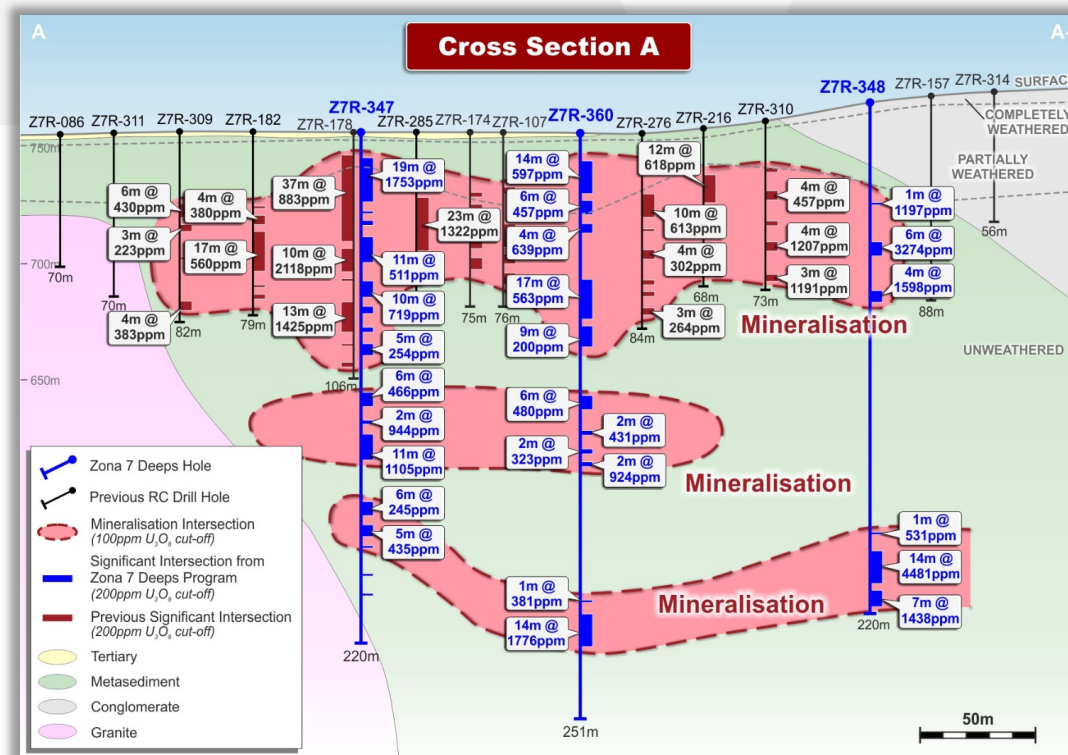 A
Cross Section A
A-
Z7R-086
Z7R-311
Z7R-309
Z7R-182
Z7R-178
Z7R-347
Z7R-285
Z7R-174
Z7R-107
Z7R-360
Z7R-276
Z7R-216
Z7R-310
Z7R-348
Z7R-157
Z7R-314
SURFAC
COMPLETELY
WEATHERED
PARTIALLY
WEATHERED
UNWEATHERED
750m
700m
650m
70m
70m
6m @
430ppm
3m @
223ppm
4m @
383ppm
82m
4m @
380ppm
17m @
560ppm
79m
37m @
883ppm
10m @
2118ppm
13m @
1425ppm
106m
19m @
1753ppm
11m @
511ppm
10m @
719ppm
5m @
254ppm
6m @
466ppm
2m @
944ppm
11m @
1105ppm
6m @
245ppm
5m @
435ppm
220m
23m @
1322ppm
75m
76m
14m @
597ppm
6m @
457ppm
4m @
639ppm
17m @
563ppm
9m @
200ppm
6m @
480ppm
2m @
431ppm
2m @
323ppm
2m @
924ppm
1m @
381ppm
14m @
1776ppm
251m
10m @
613ppm
4m @
302ppm
3m @
264ppm
84m
12m @
618ppm
68m
4m @
457ppm
4m @
1207ppm
3m @
1191ppm
73m
1m @
1197ppm
6m @
3274ppm
4m @
1598ppm
88m
56m
1m @
531ppm
14m @
4481ppm
7m @
1438ppm
220m
Mineralisation
Mineralisation
Mineralisation
Zona 7 Deeps Hole
Previous RC Drill Hole
Mineralisation Intersection
(100ppm U₃O₈ cut-off)
Significant Intersection from
Zona 7 Deeps Program
(200ppm U₃O₈ cut-off)
Previous Significant Intersection
(200ppm U₃O₈ cut-off)
Tertiary
Metasediment
Conglomerate
Granite
50m